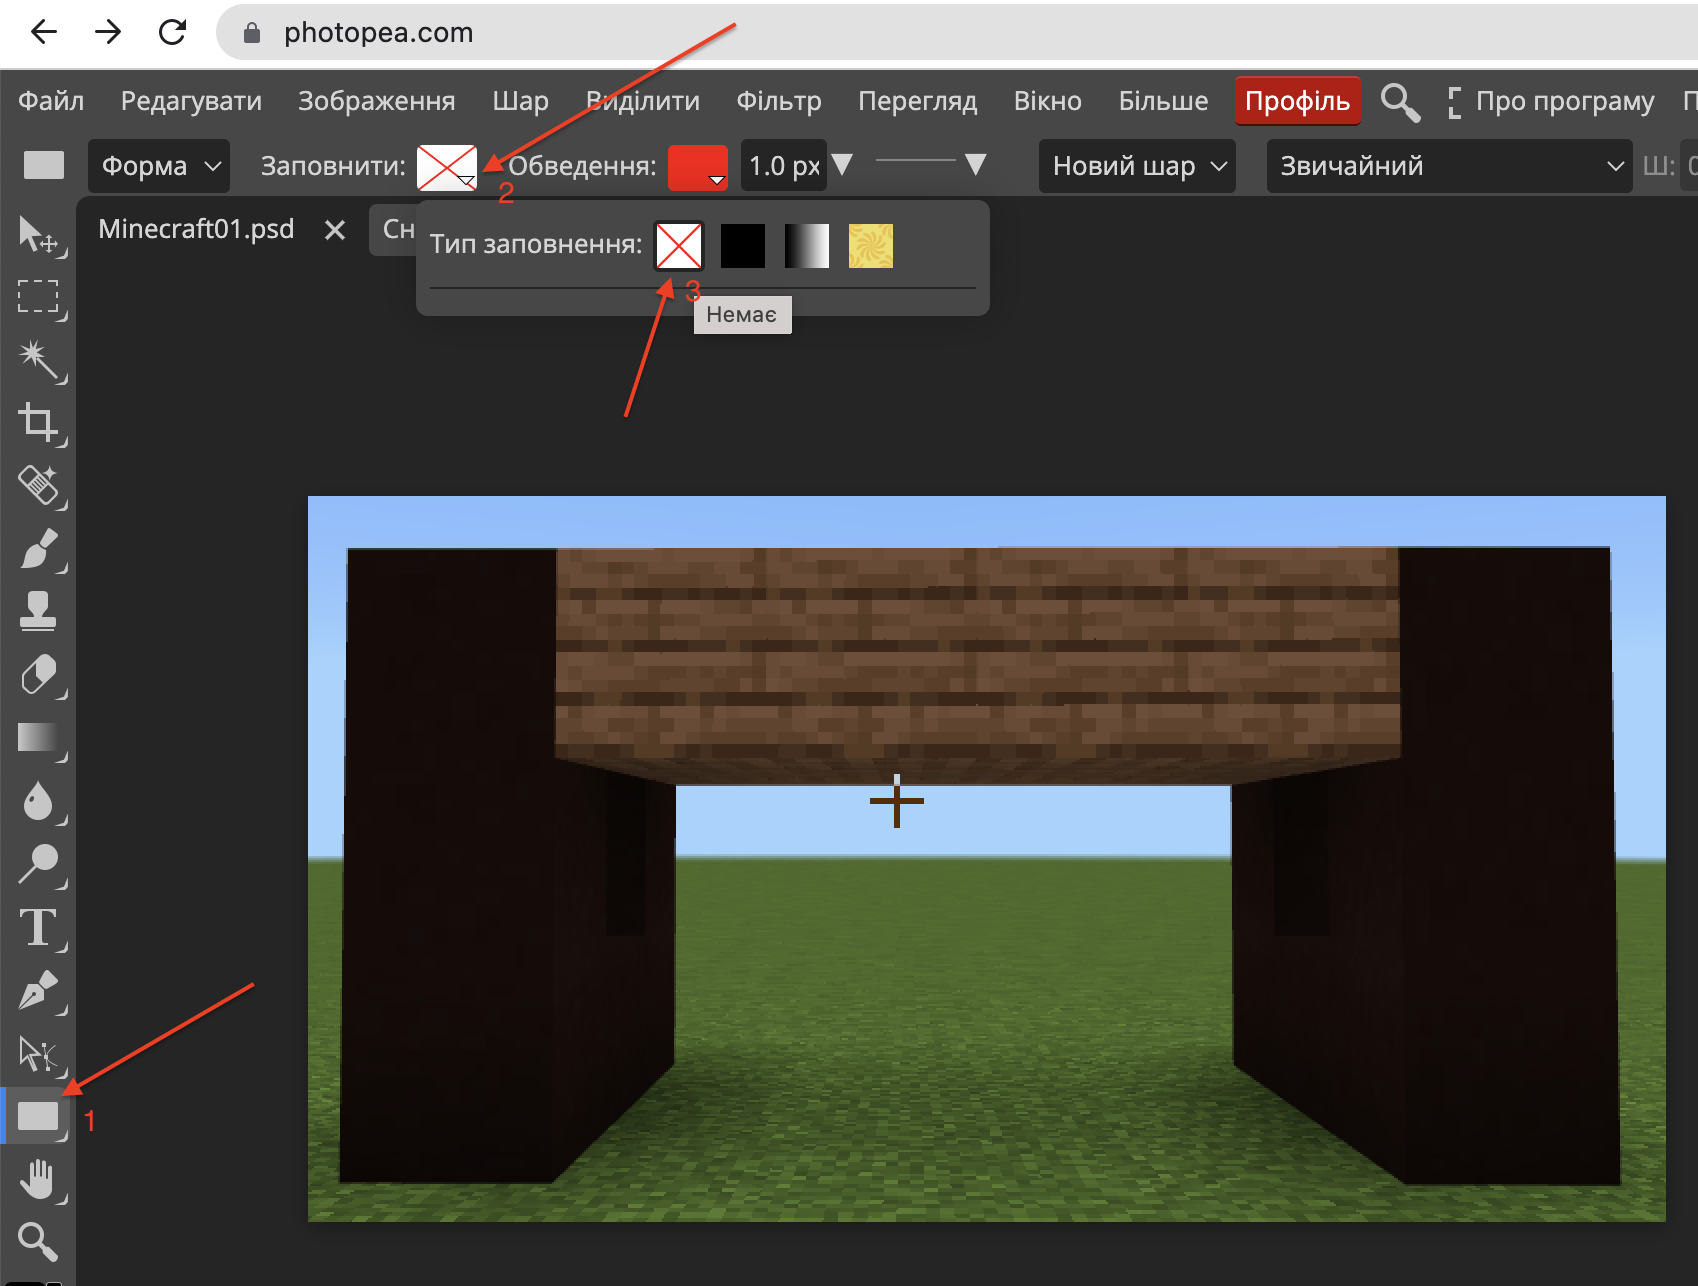 photopea.com
Файл Редагувати Зображення Шар Виділити Фільтр Перегляд Вікно Більше Профіль Про програму
Форма Заповнити: Обведення: 1.0 px Новий шар Звичайний Ш:
2
Minecraft01.psd
Тип заповнення:
3
Немає
T
1